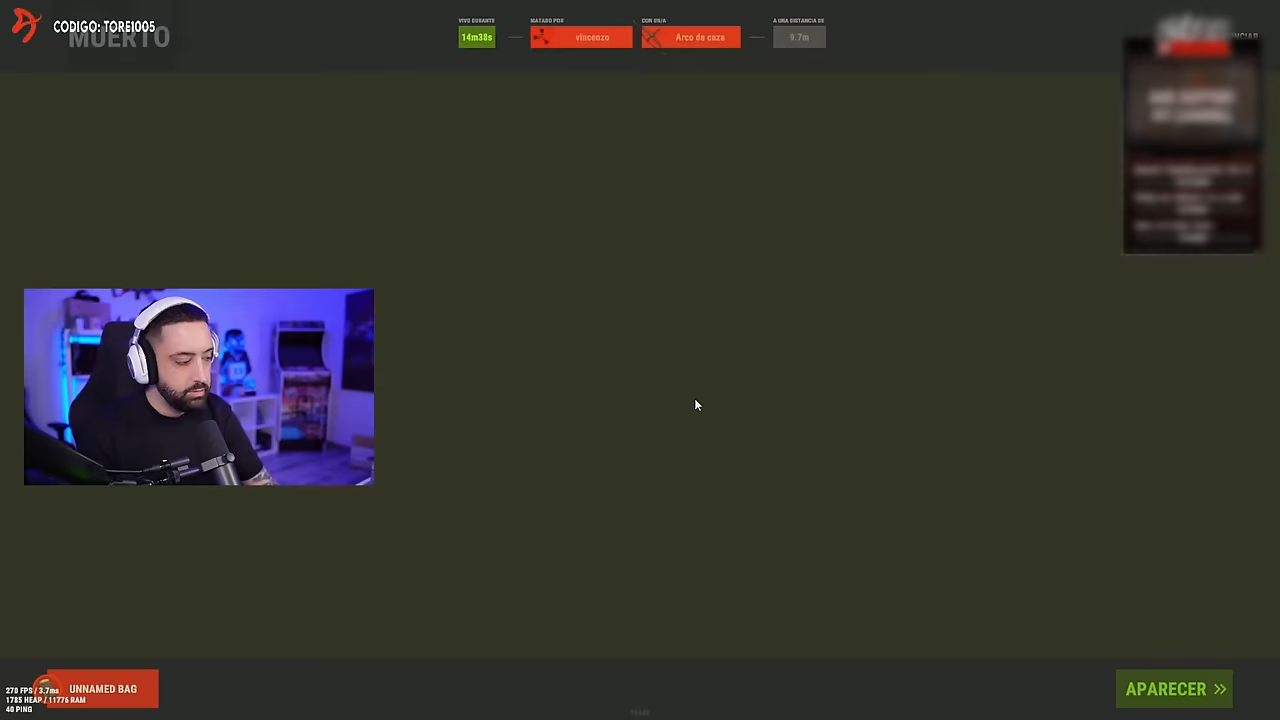 CODIGO: TORE1005
MUERTO
VIVO DURANTE
14m38s
MATADO POR
vincenzo
CON UN/A
Arco de caza
A UNA DISTANCIA DE
9.7m
UNNAMED BAG
270 FPS / 3.7ms
1785 HEAP / 11776 RAM
40 PING
APARECER